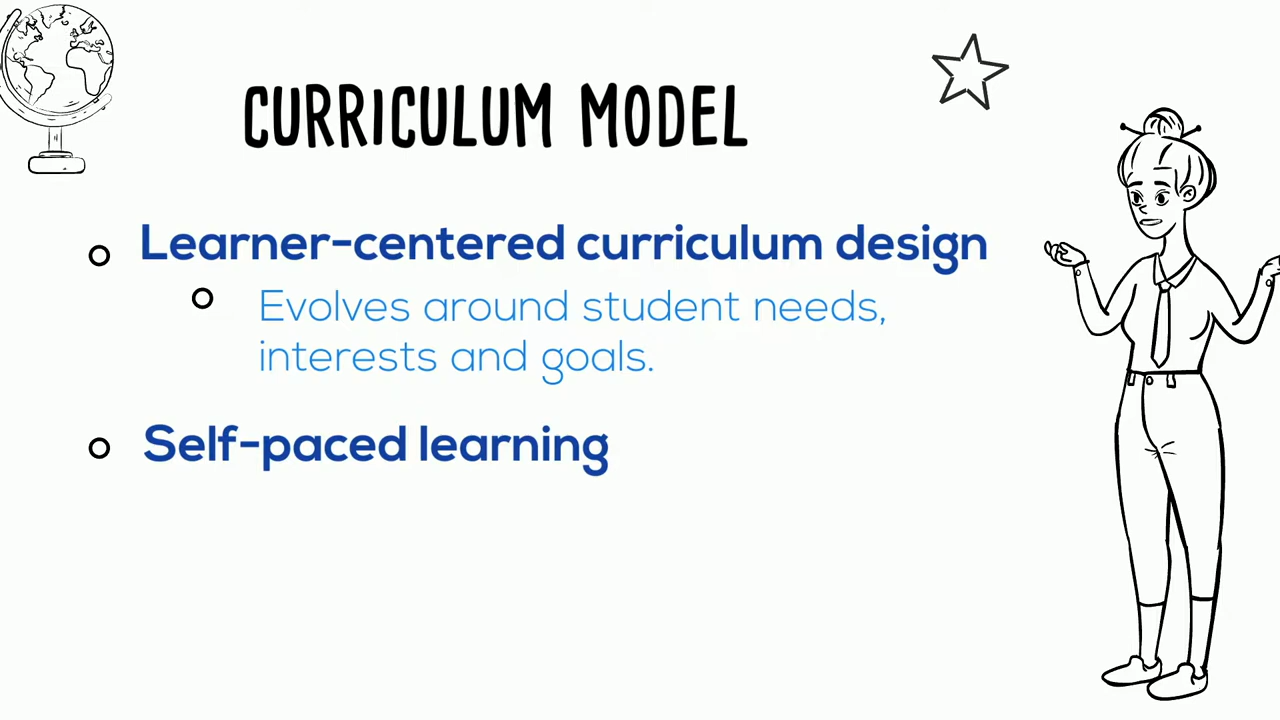 CURRICULUM MODEL
Learner-centered curriculum design
Evolves around student needs,
interests and goals.
Self-paced learning